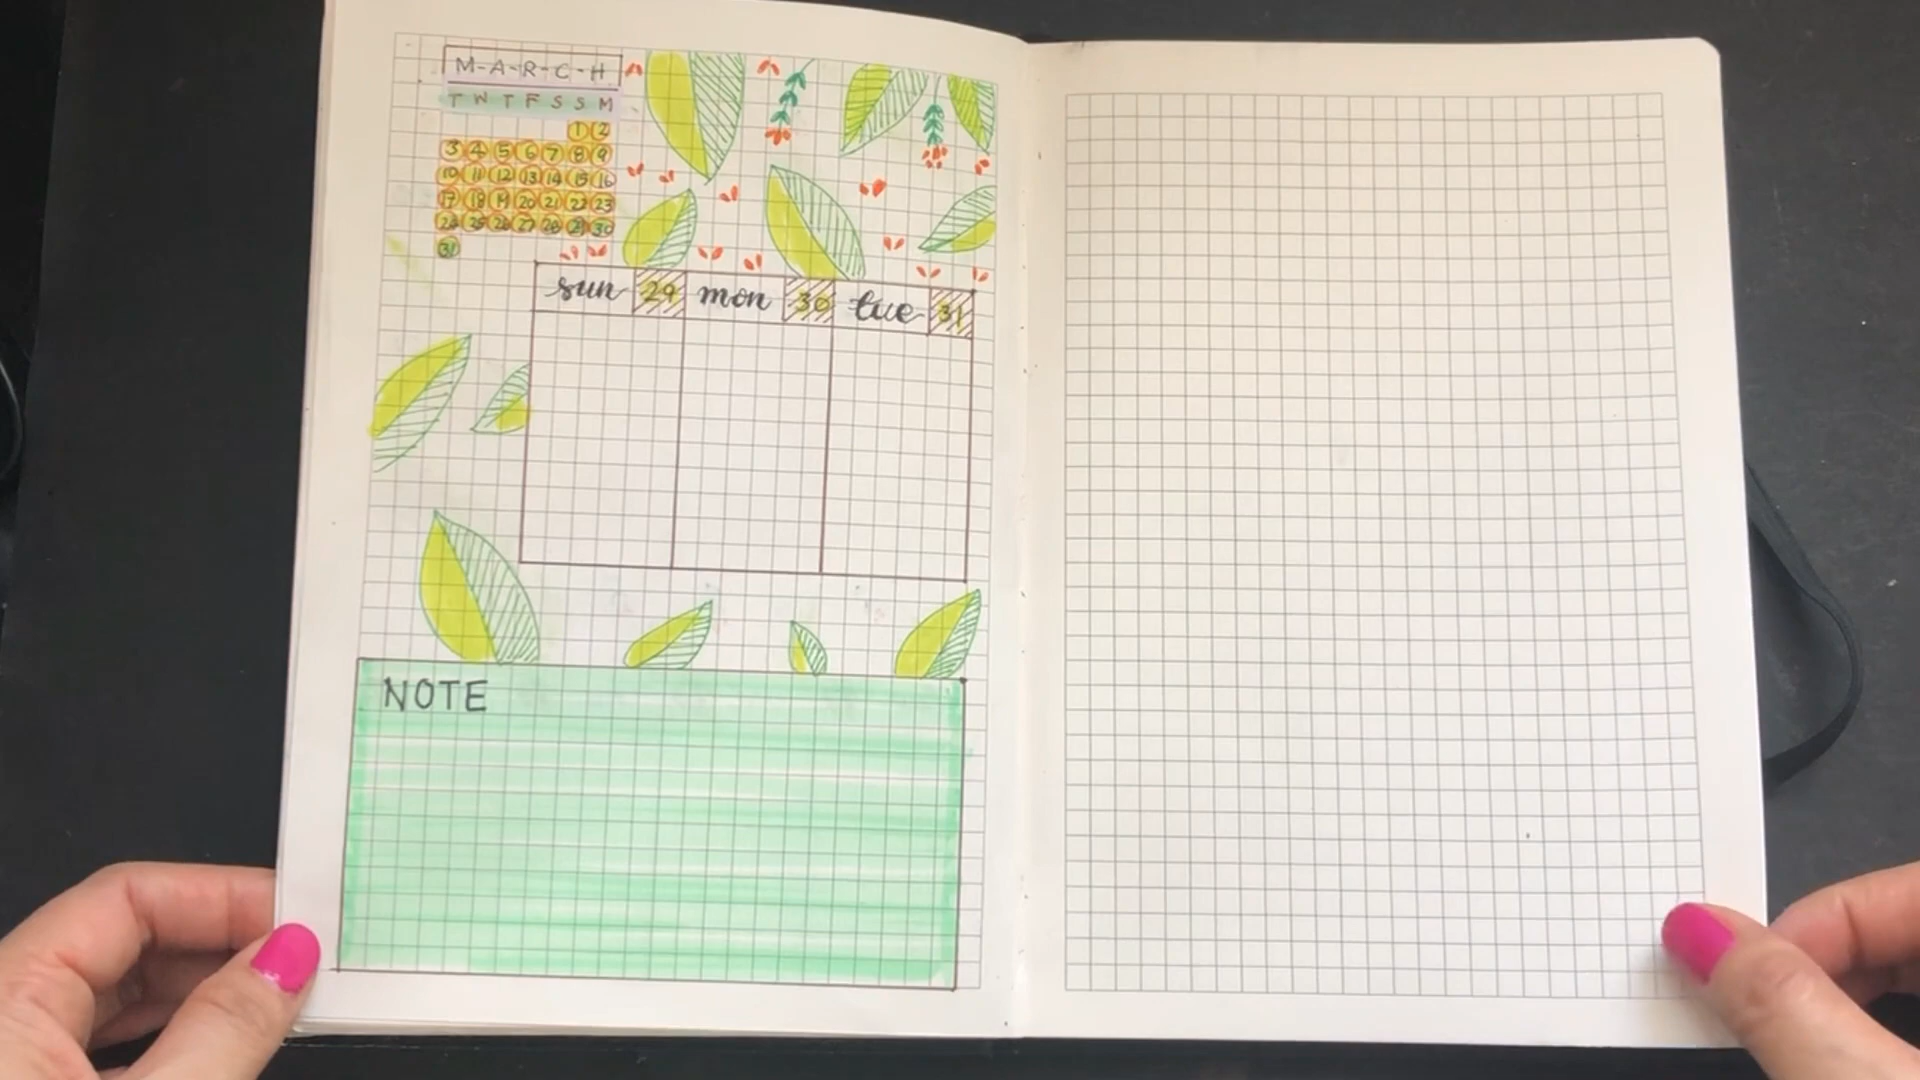 M-A-R-C-H
T W T F S S M
1 2
3 4 5 6 7 8 9
10 11 12 13 14 15 16
17 18 19 20 21 22 23
24 25 26 27 28 29 30
31
sun 29 mon 30 tue 31
NOTE